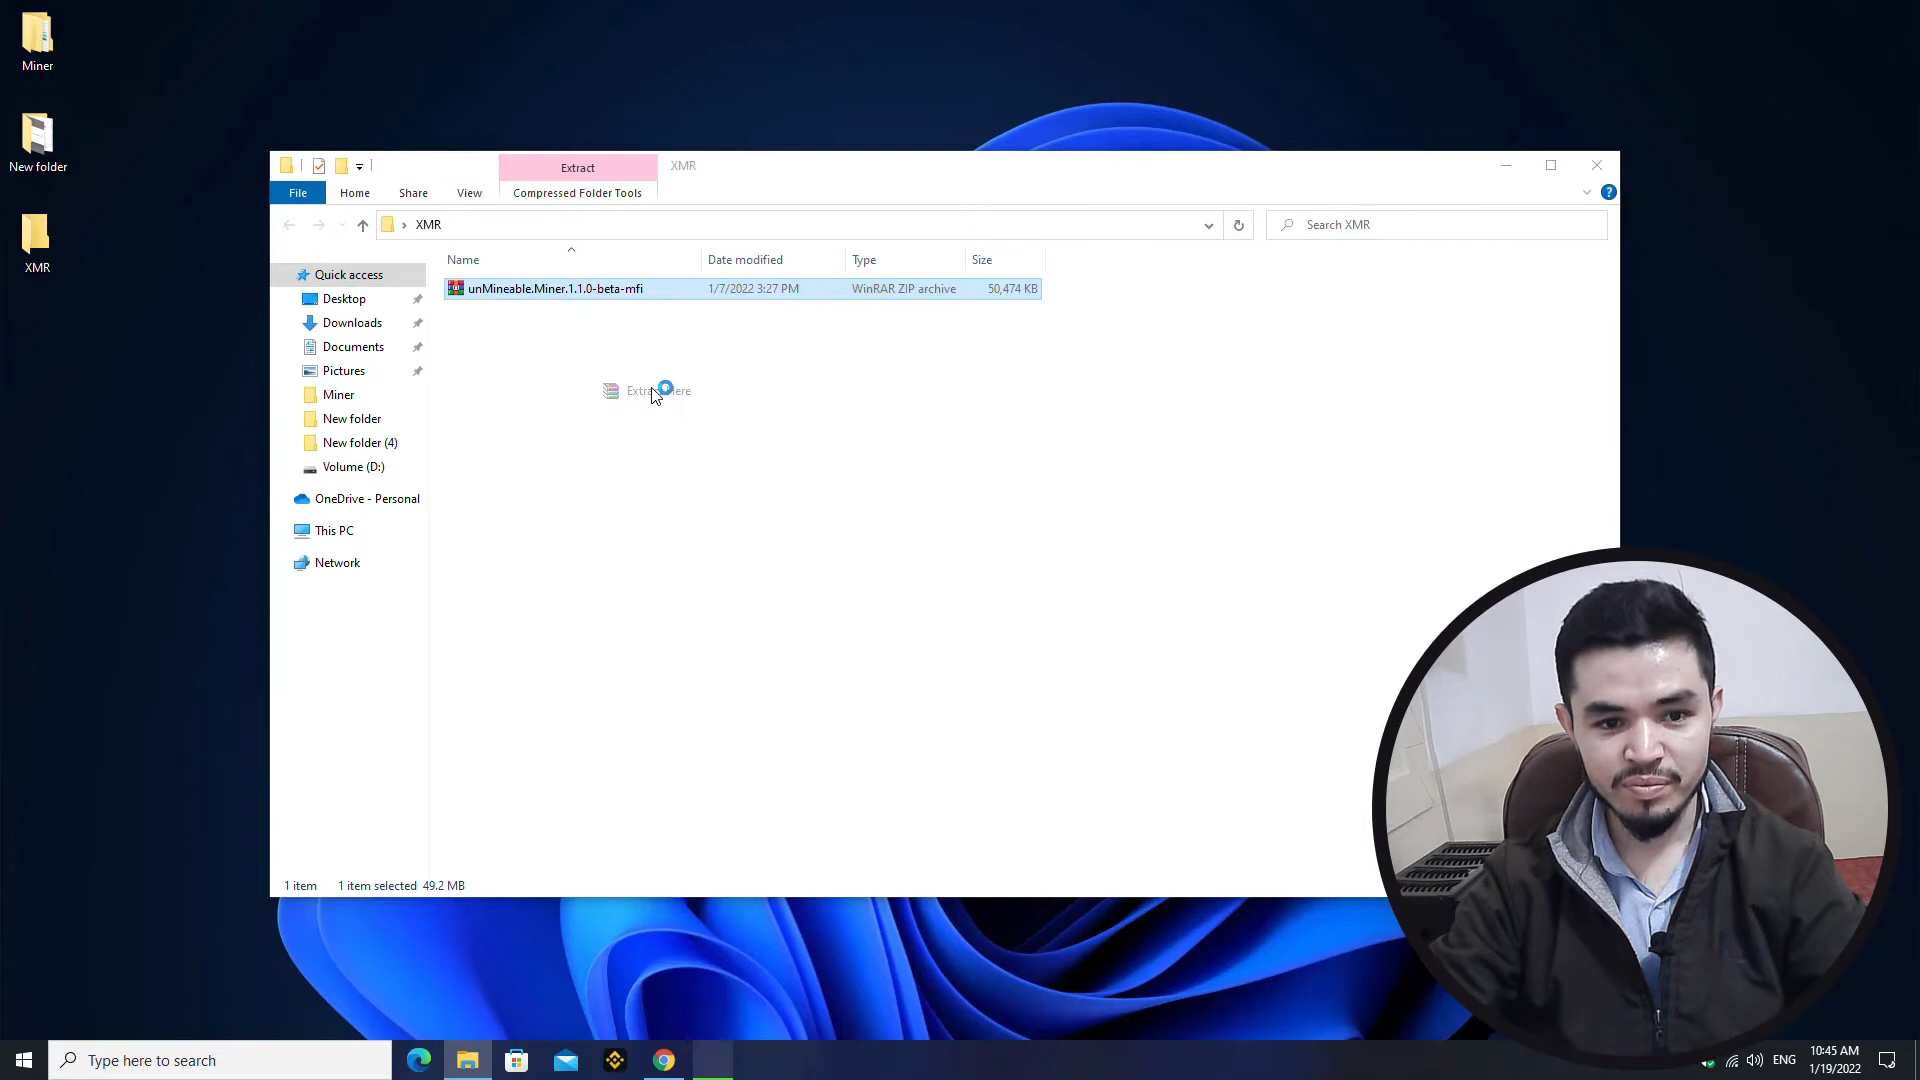 Miner
New folder
XMR
Extract
XMR
File
Home
Share
View
Compressed Folder Tools
XMR
Search XMR
Name
Date modified
Type
Size
unMineable.Miner.1.1.0-beta-mfi
1/7/2022 3:27 PM
WinRAR ZIP archive
50,474 KB
Quick access
Desktop
Downloads
Documents
Pictures
Miner
New folder
New folder (4)
Volume (D:)
OneDrive - Personal
This PC
Network
Extract Here
1 item
1 item selected 49.2 MB
Type here to search
ENG
10:45 AM
1/19/2022